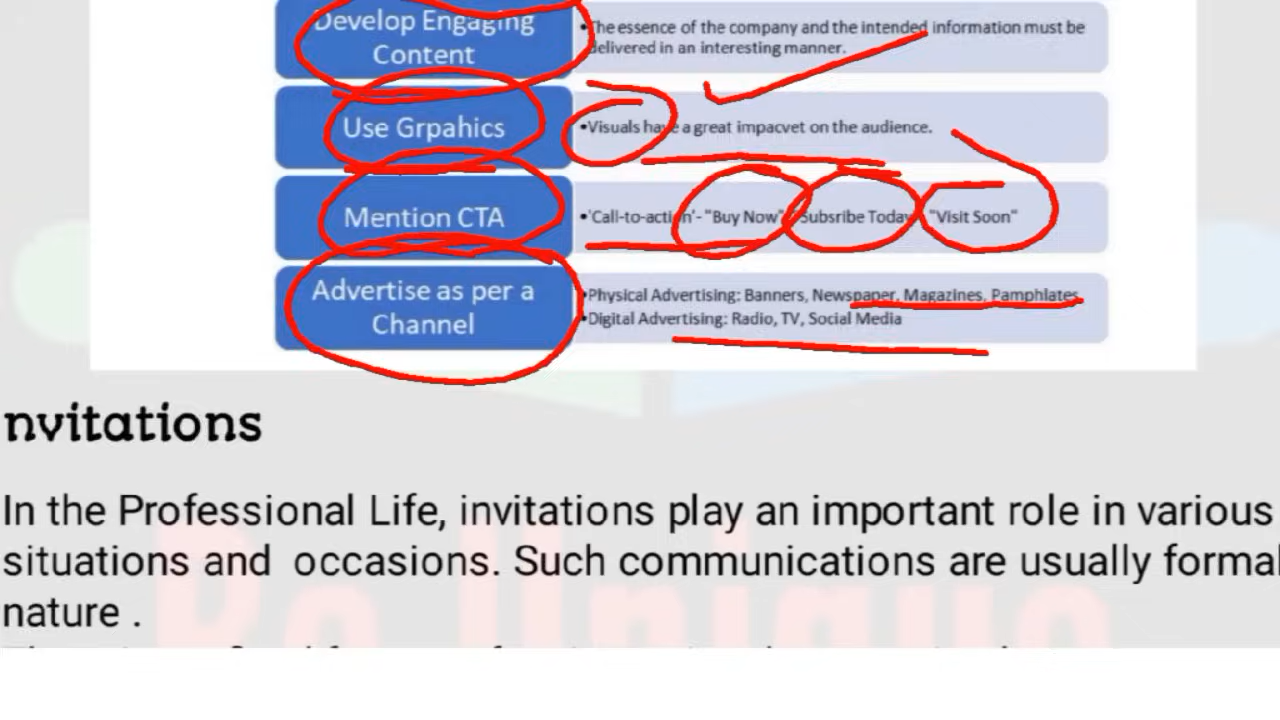 Develop Engaging
Content
•The essence of the company and the intended information must be
delivered in an interesting manner.
Use Grpahics
•Visuals have a great impacvet on the audience.
Mention CTA
•'Call-to-action'- "Buy Now" "Subsribe Today "Visit Soon"
Advertise as per a
Channel
•Physical Advertising: Banners, Newspaper, Magazines, Pamphlates
•Digital Advertising: Radio, TV, Social Media
nvitations
In the Professional Life, invitations play an important role in various
situations and occasions. Such communications are usually formal
nature .
Be Unique